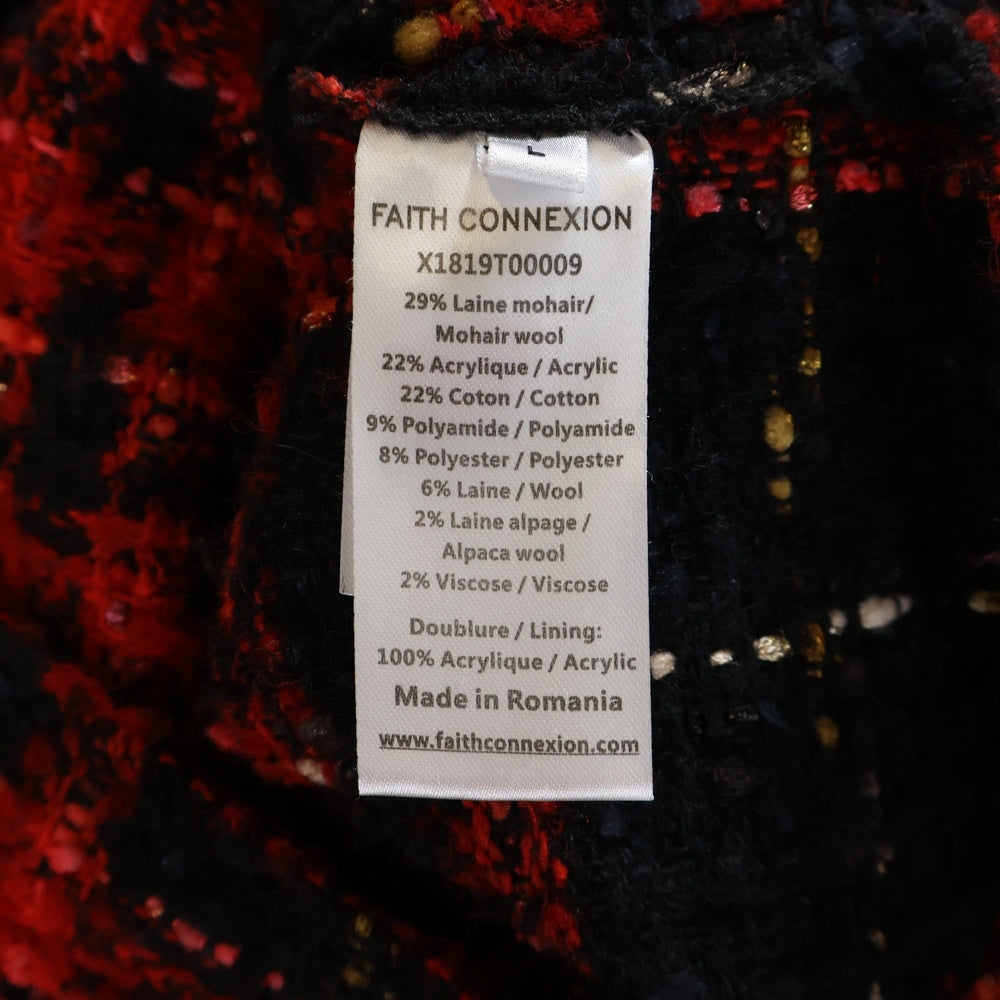 FAITH CONNEXION
X1819T00009
29% Laine mohair/
Mohair wool
22% Acrylique / Acrylic
22% Coton / Cotton
9% Polyamide / Polyamide
8% Polyester / Polyester
6% Laine / Wool
2% Laine alpage /
Alpaca wool
2% Viscose / Viscose
Doublure / Lining:
100% Acrylique / Acrylic
Made in Romania
www.faithconnexion.com